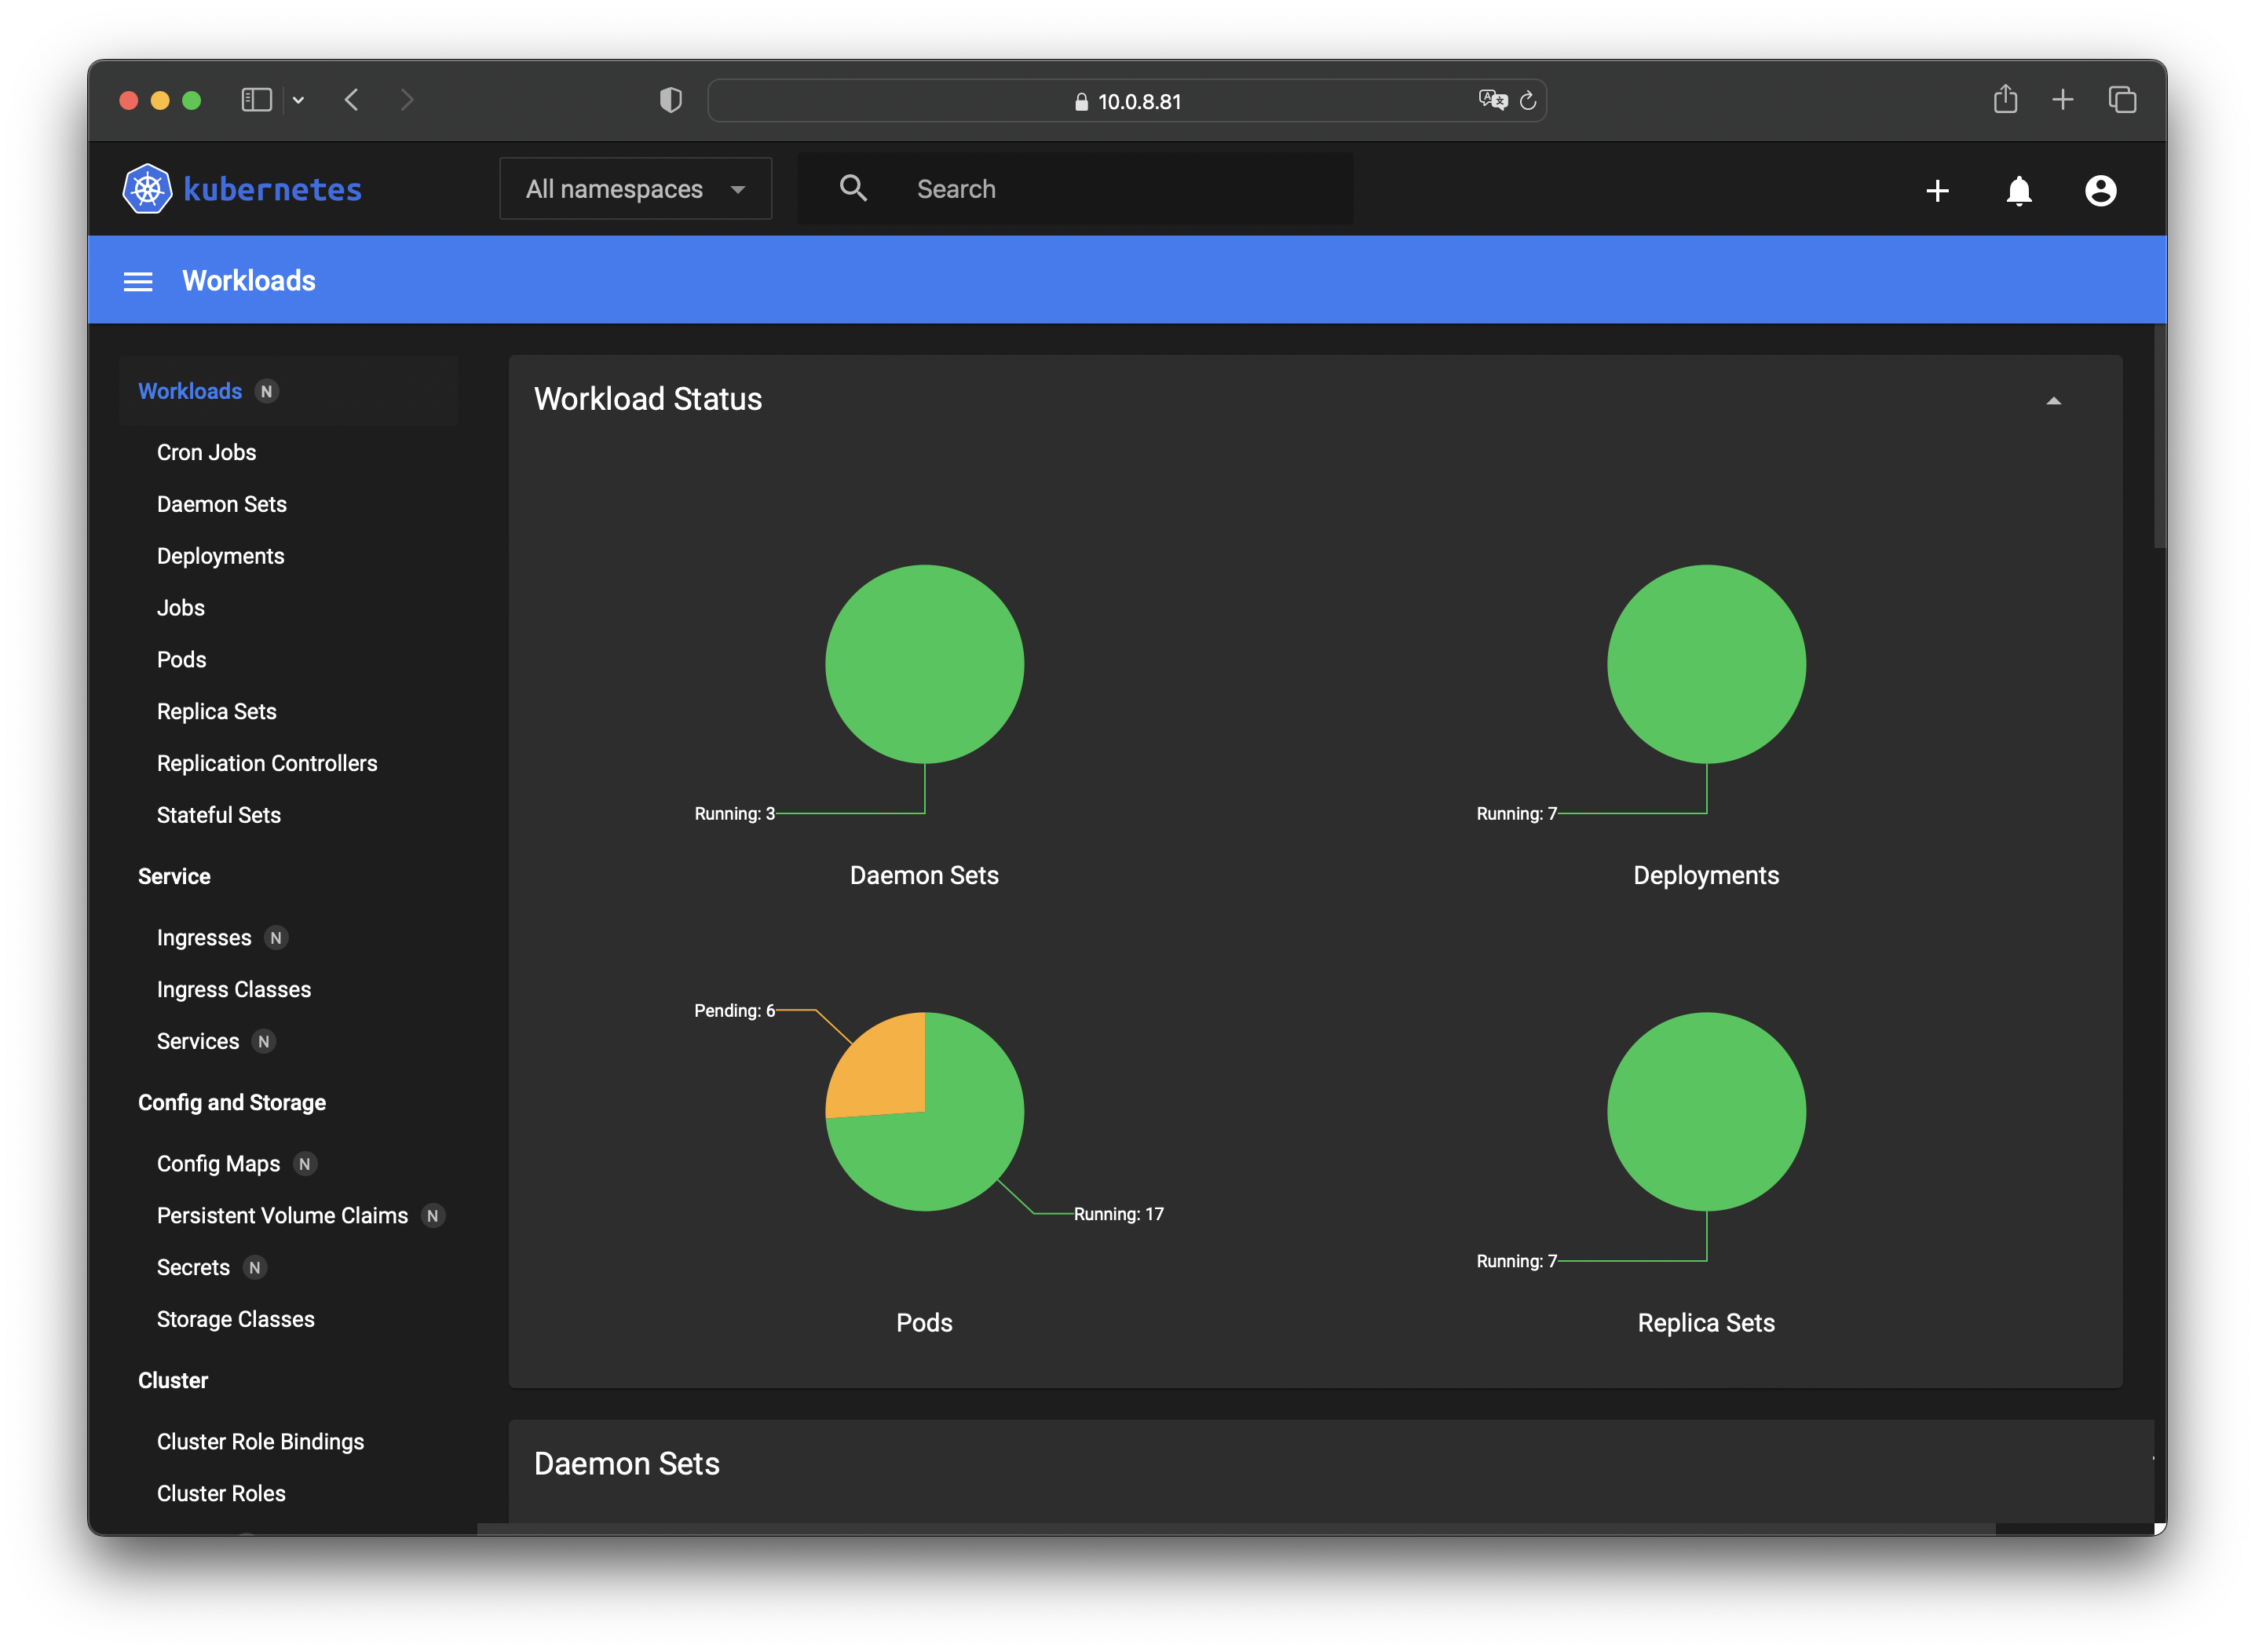 10.0.8.81
kubernetes
All namespaces
Search
Workloads
Workloads N
Cron Jobs
Daemon Sets
Deployments
Jobs
Pods
Replica Sets
Replication Controllers
Stateful Sets
Service
Ingresses N
Ingress Classes
Services N
Config and Storage
Config Maps N
Persistent Volume Claims N
Secrets N
Storage Classes
Cluster
Cluster Role Bindings
Cluster Roles
Workload Status
Running: 3
Daemon Sets
Running: 7
Deployments
Pending: 6
Running: 17
Pods
Running: 7
Replica Sets
Daemon Sets